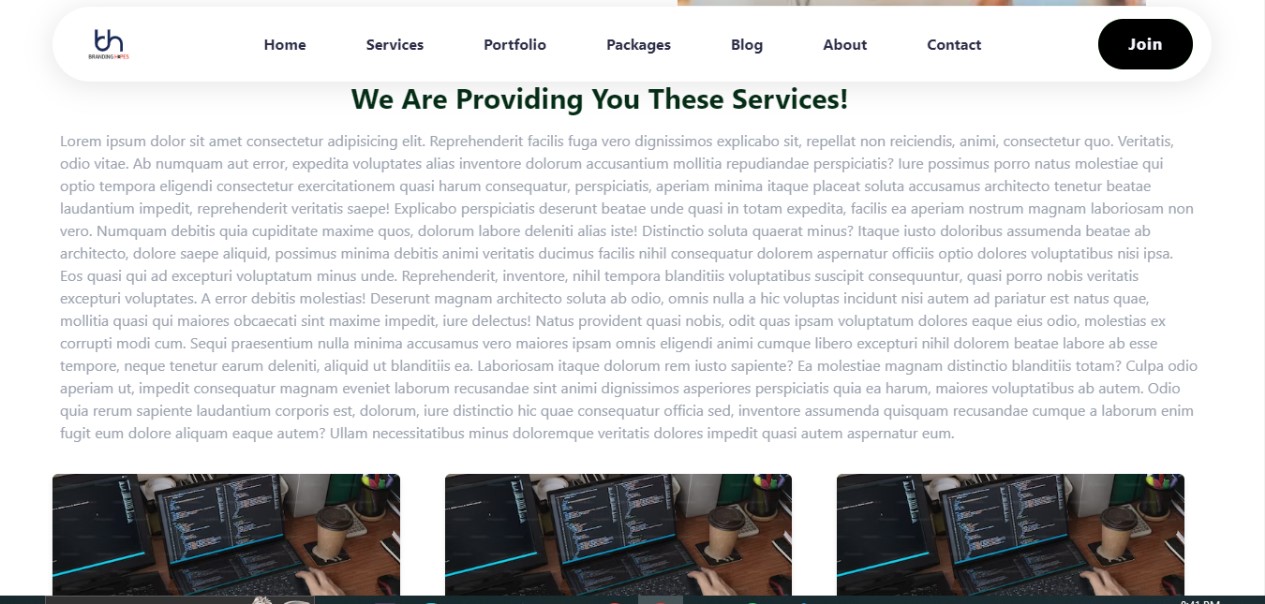 bh
BRANDING HOPES
Home Services Portfolio Packages Blog About Contact Join
We Are Providing You These Services!
Lorem ipsum dolor sit amet consectetur adipisicing elit. Reprehenderit facilis fuga vero dignissimos explicabo sit, repellat non reiciendis, animi, consectetur quo. Veritatis,
odio vitae. Ab numquam aut error, expedita voluptates alias inventore dolorum accusantium mollitia repudiandae perspiciatis? Iure possimus porro natus molestiae qui
optio tempora eligendi consectetur exercitationem quasi harum consequatur, perspiciatis, aperiam minima itaque placeat soluta accusamus architecto tenetur beatae
laudantium impedit, reprehenderit veritatis saepe! Explicabo perspiciatis deserunt beatae unde quasi in totam expedita, facilis ea aperiam nostrum magnam laboriosam non
vero. Numquam debitis quia cupiditate maxime quos, dolorum labore deleniti alias iste! Distinctio soluta quaerat minus? Itaque iusto doloribus assumenda beatae ab
architecto, dolore saepe aliquid, possimus minima debitis animi veritatis ducimus facilis nihil consequatur dolorem aspernatur officiis optio dolores voluptatibus nisi ipsa.
Eos quasi qui ad excepturi voluptatum minus unde. Reprehenderit, inventore, nihil tempora blanditiis voluptatibus suscipit consequuntur, quasi porro nobis veritatis
excepturi voluptates. A error debitis molestias! Deserunt magnam architecto soluta ab odio, omnis nulla a hic voluptas incidunt nisi autem ad pariatur est natus quae,
mollitia quasi qui maiores obcaecati sint maxime impedit, iure delectus! Natus provident quasi nobis, odit quas ipsam voluptatum dolores eaque eius odio, molestias ex
corrupti modi cum. Sequi praesentium nulla minima accusamus vero maiores ipsam omnis eligendi animi cumque libero excepturi nihil dolorem beatae labore ab esse
tempore, neque tenetur earum deleniti, aliquid ut blanditiis ea. Laboriosam itaque dolorum rem iusto sapiente? Ea molestiae magnam distinctio blanditiis totam? Culpa odio
aperiam ut, impedit consequatur magnam eveniet laborum recusandae sint animi dignissimos asperiores perspiciatis quia ea harum, maiores voluptatibus ab autem. Odio
quia rerum sapiente laudantium corporis est, dolorum, iure distinctio hic quae consequatur officia sed, inventore assumenda quisquam recusandae cumque a laborum enim
fugit eum dolore aliquam eaque autem? Ullam necessitatibus minus doloremque veritatis dolores impedit quasi autem aspernatur eum.